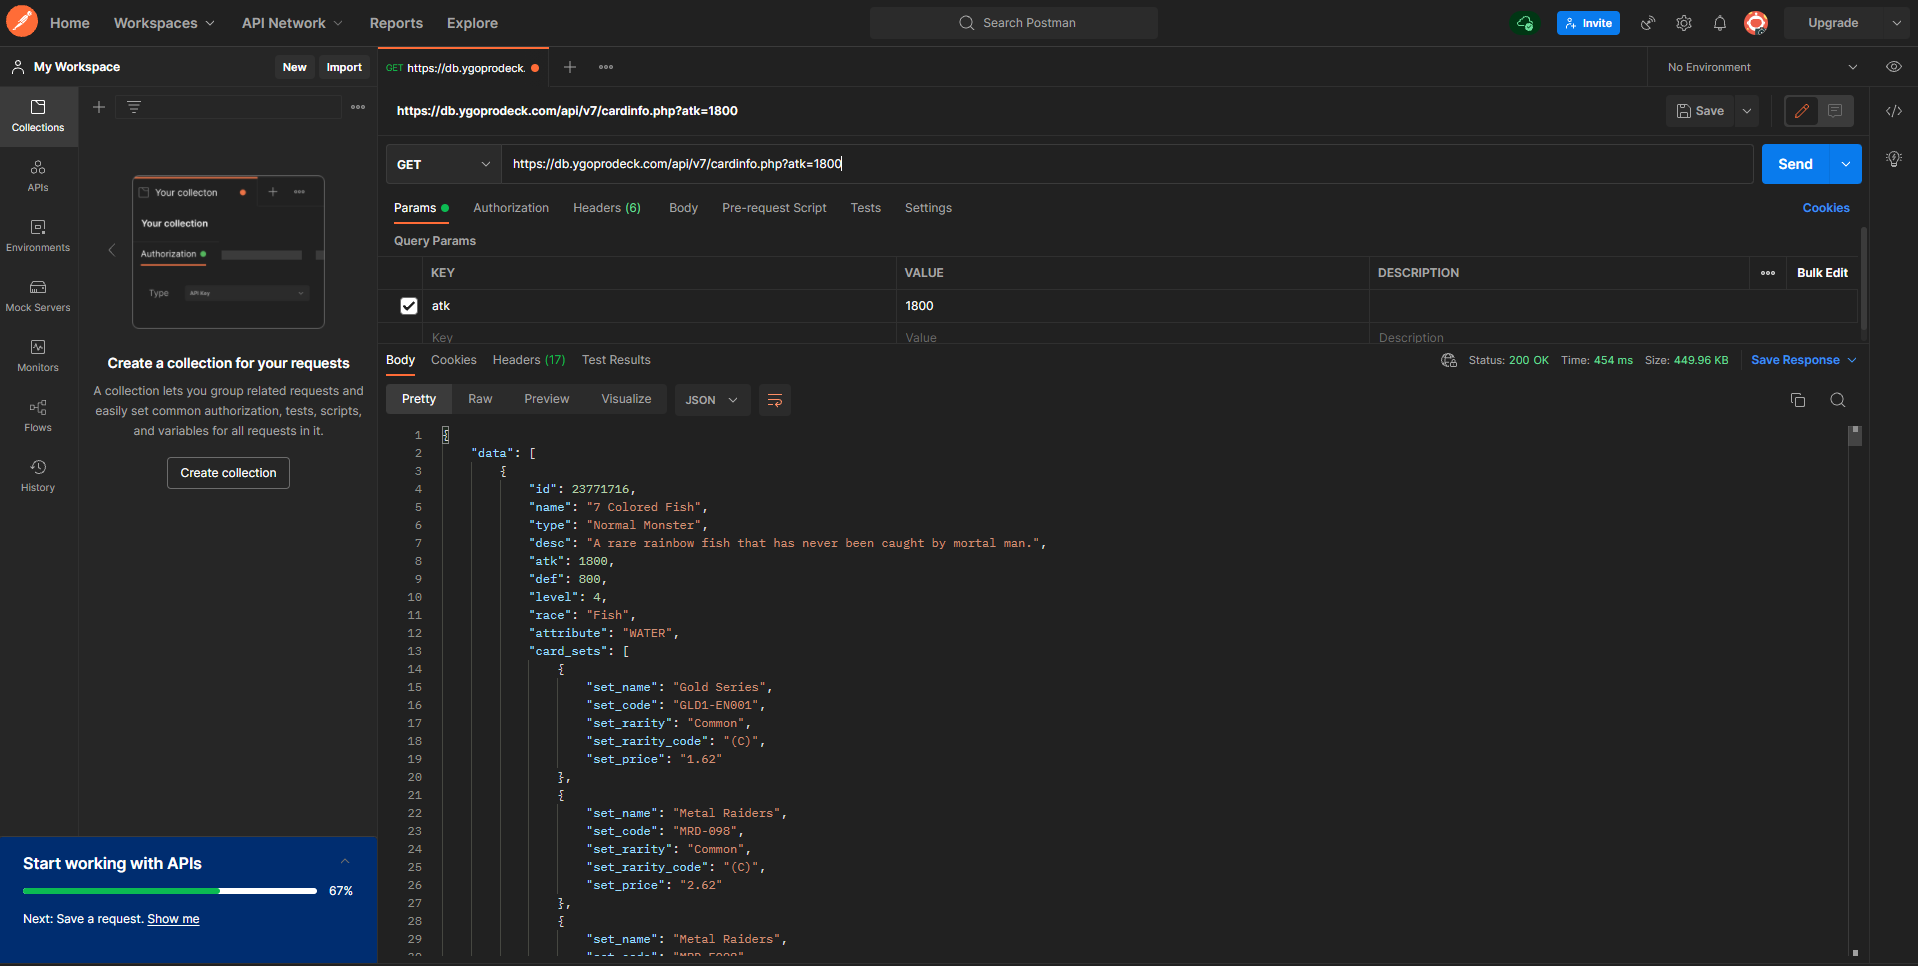 Home Workspaces API Network Reports Explore Search Postman Invite Upgrade
My Workspace New Import GET https://db.ygoprodeck. No Environment
https://db.ygoprodeck.com/api/v7/cardinfo.php?atk=1800 Save
Collections
APIs
Environments
Mock Servers
Monitors
Flows
History
Your collecton
Your collection
Authorization
Type API Key
Create a collection for your requests
A collection lets you group related requests and
easily set common authorization, tests, scripts,
and variables for all requests in it.
Create collection
Start working with APIs
67%
Next: Save a request. Show me
GET https://db.ygoprodeck.com/api/v7/cardinfo.php?atk=1800 Send
Params Authorization Headers (6) Body Pre-request Script Tests Settings Cookies
Query Params
KEY VALUE DESCRIPTION Bulk Edit
atk 1800
Key Value Description
Body Cookies Headers (17) Test Results Status: 200 OK Time: 454 ms Size: 449.96 KB Save Response
Pretty Raw Preview Visualize JSON
1 {
2 "data": [
3 {
4 "id": 23771716,
5 "name": "7 Colored Fish",
6 "type": "Normal Monster",
7 "desc": "A rare rainbow fish that has never been caught by mortal man.",
8 "atk": 1800,
9 "def": 800,
10 "level": 4,
11 "race": "Fish",
12 "attribute": "WATER",
13 "card_sets": [
14 {
15 "set_name": "Gold Series",
16 "set_code": "GLD1-EN001",
17 "set_rarity": "Common",
18 "set_rarity_code": "(C)",
19 "set_price": "1.62"
20 },
21 {
22 "set_name": "Metal Raiders",
23 "set_code": "MRD-098",
24 "set_rarity": "Common",
25 "set_rarity_code": "(C)",
26 "set_price": "2.62"
27 },
28 {
29 "set_name": "Metal Raiders",